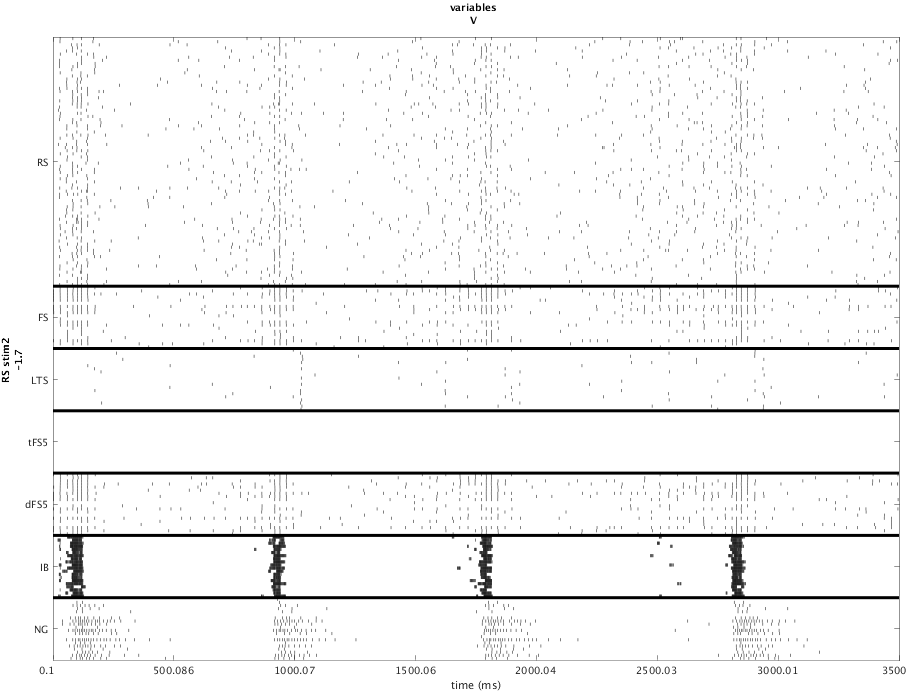 variables
V
RS
FS
LTS
tFS5
dFS5
IB
NG
RS stim2
-1.7
0.1 500.086 1000.07 1500.06 2000.04 2500.03 3000.01 3500
time (ms)